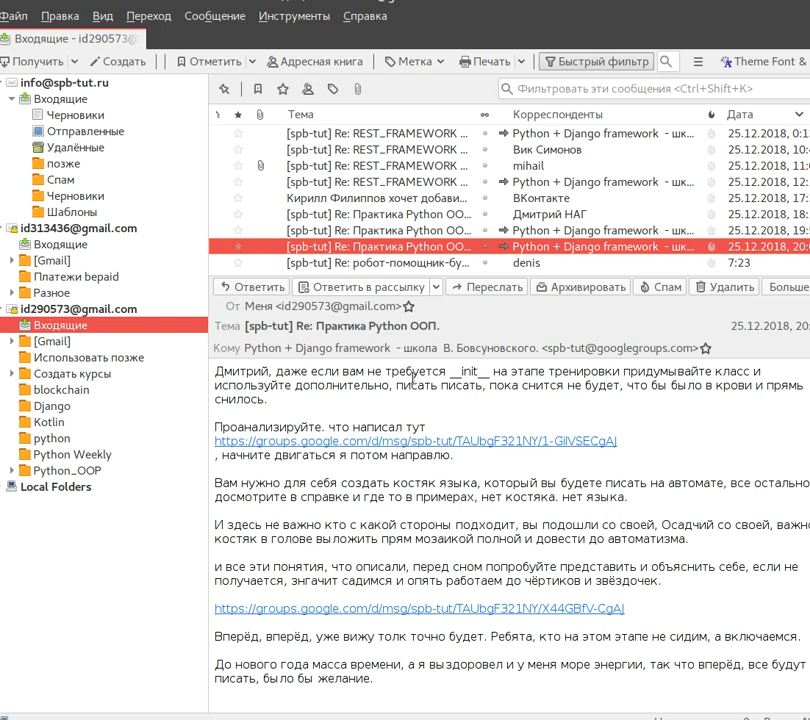 Файл Правка Вид Переход Сообщение Инструменты Справка
Входящие - id290573@
Получить Создать Отметить Адресная книга Метка Печать Быстрый фильтр Theme Font &
info@spb-tut.ru
Входящие
Черновики
Отправленные
Удалённые
позже
Спам
Черновики
Шаблоны
id313436@gmail.com
Входящие
[Gmail]
Платежи bepaid
Разное
id290573@gmail.com
Входящие
[Gmail]
Использовать позже
Создать курсы
blockchain
Django
Kotlin
python
Python Weekly
Python_OOP
Local Folders
Фильтровать эти сообщения <Ctrl+Shift+K>
Тема Корреспонденты Дата
[spb-tut] Re: REST_FRAMEWORK ... Python + Django framework - шк... 25.12.2018, 0:1
[spb-tut] Re: REST_FRAMEWORK ... Вик Симонов 25.12.2018, 10:
[spb-tut] Re: REST_FRAMEWORK ... mihail 25.12.2018, 11:
[spb-tut] Re: REST_FRAMEWORK ... Python + Django framework - шк... 25.12.2018, 12:
Кирилл Филиппов хочет добави... ВКонтакте 25.12.2018, 17:
[spb-tut] Re: Практика Python ОО... Дмитрий НАГ 25.12.2018, 18:
[spb-tut] Re: Практика Python ОО... Python + Django framework - шк... 25.12.2018, 19:
[spb-tut] Re: Практика Python ОО... Python + Django framework - шк... 25.12.2018, 20:
[spb-tut] Re: робот-помощник-бу... denis 7:23
Ответить Ответить в рассылку Переслать Архивировать Спам Удалить Больше
От Меня <id290573@gmail.com>
Тема [spb-tut] Re: Практика Python ООП. 25.12.2018, 20:
Кому Python + Django framework - школа В. Бовсуновского. <spb-tut@googlegroups.com>
Дмитрий, даже если вам не требуется __init__ на этапе тренировки придумывайте класс и
используйте дополнительно, писать писать, пока снится не будет, что бы было в крови и прямь
снилось.
Проанализируйте. что написал тут
https://groups.google.com/d/msg/spb-tut/TAUbgF321NY/1-GilVSECgAJ
, начните двигаться я потом направлю.
Вам нужно для себя создать костяк языка, который вы будете писать на автомате, все остально
досмотрите в справке и где то в примерах, нет костяка. нет языка.
И здесь не важно кто с какой стороны подходит, вы подошли со своей, Осадчий со своей, важно
костяк в голове выложить прям мозаикой полной и довести до автоматизма.
и все эти понятия, что описали, перед сном попробуйте представить и объяснить себе, если не
получается, знгачит садимся и опять работаем до чёртиков и звёздочек.
https://groups.google.com/d/msg/spb-tut/TAUbgF321NY/X44GBfV-CgAJ
Вперёд, вперёд, уже вижу толк точно будет. Ребята, кто на этом этапе не сидим, а включаемся.
До нового года масса времени, а я выздоровел и у меня море энергии, так что вперёд, все будут
писать, было бы желание.